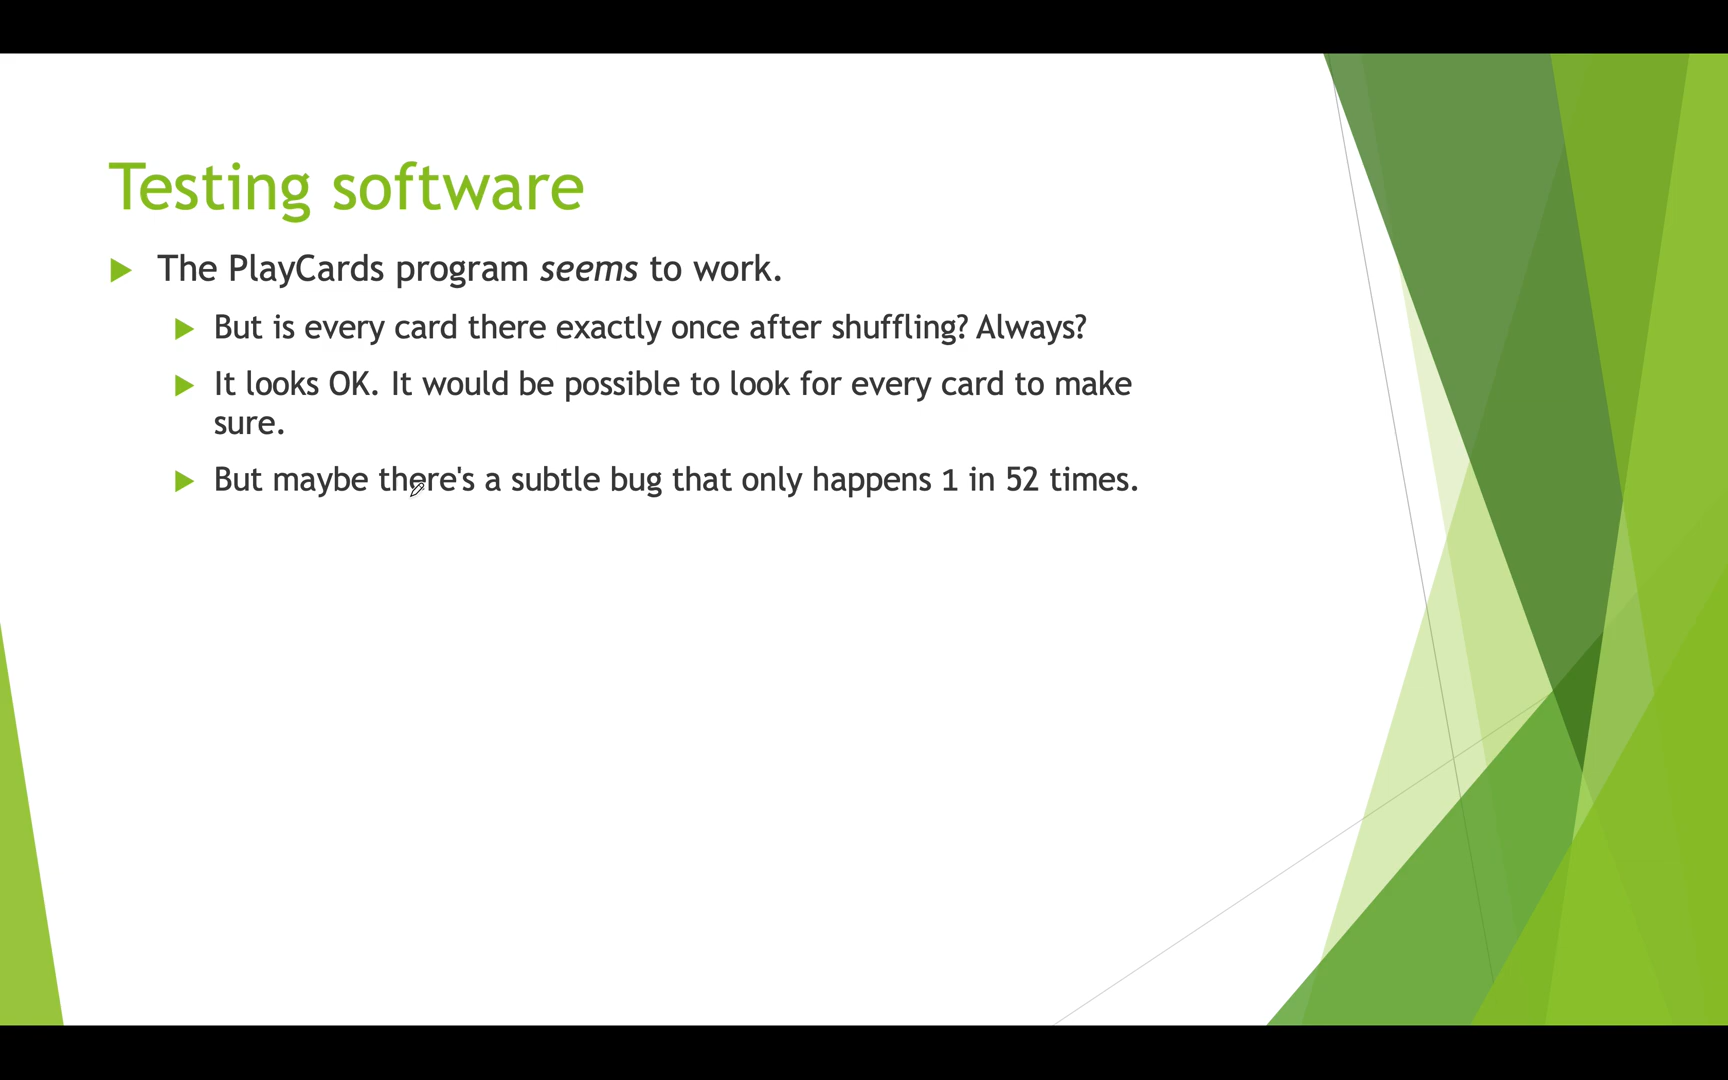 Testing software
The PlayCards program seems to work.
But is every card there exactly once after shuffling? Always?
It looks OK. It would be possible to look for every card to make
sure.
But maybe there's a subtle bug that only happens 1 in 52 times.